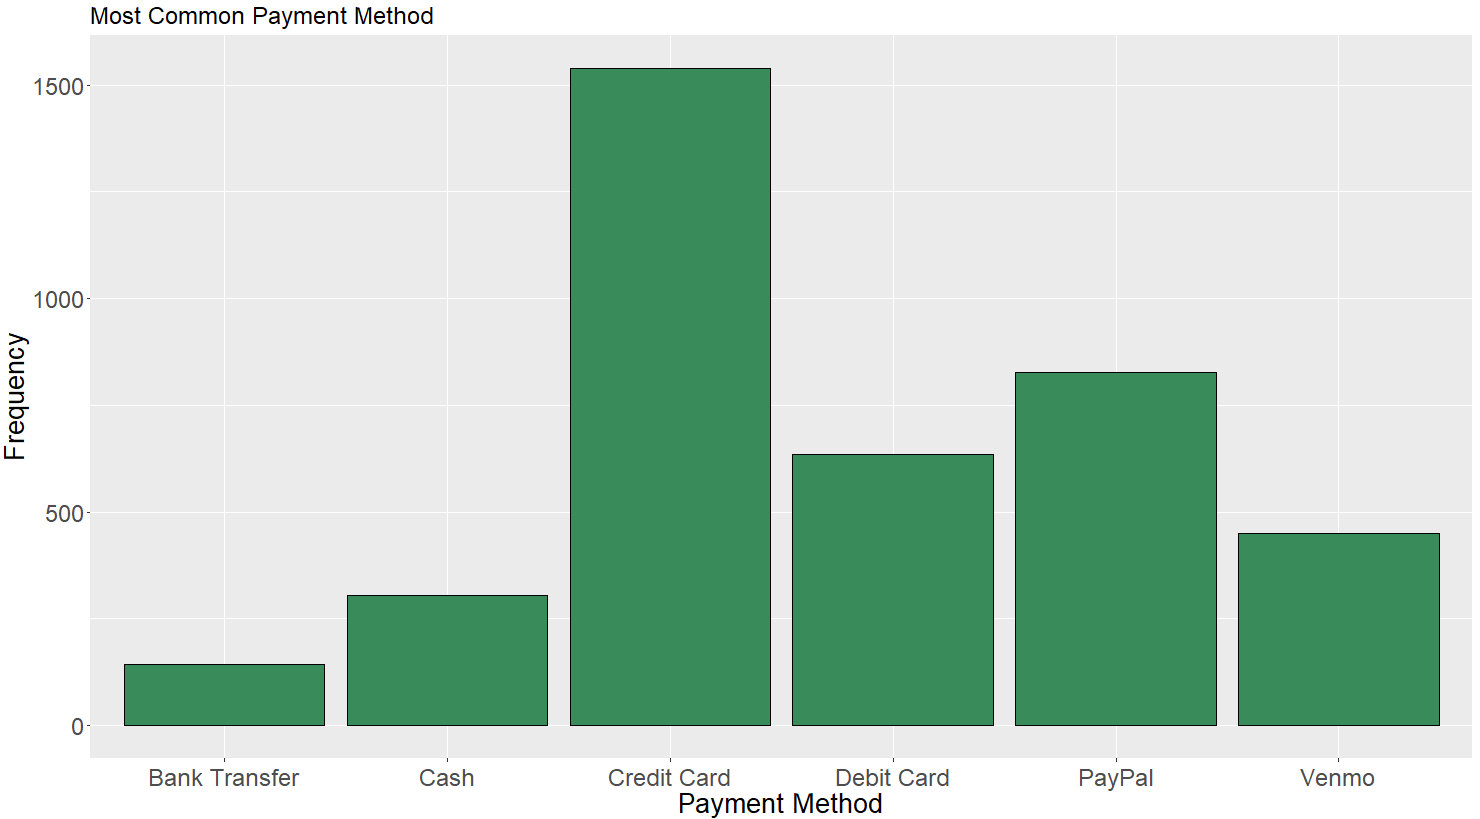 Most Common Payment Method
1500
1000
500
0
Frequency
Bank Transfer Cash Credit Card Debit Card PayPal Venmo
Payment Method